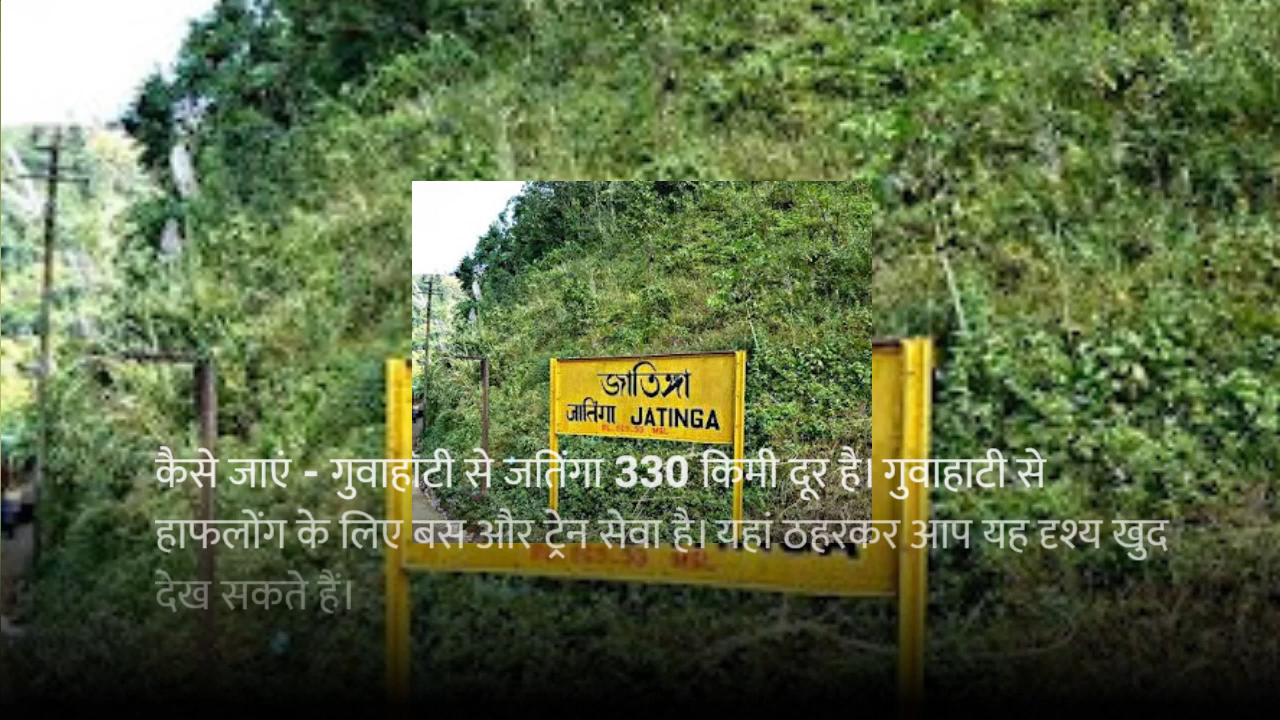 জাতিঙ্গা
जातिंगा JATINGA
कैसे जाएं - गुवाहाटी से जतिंगा 330 किमी दूर है। गुवाहाटी से
हाफलोंग के लिए बस और ट्रेन सेवा है। यहां ठहरकर आप यह दृश्य खुद
देख सकते हैं।